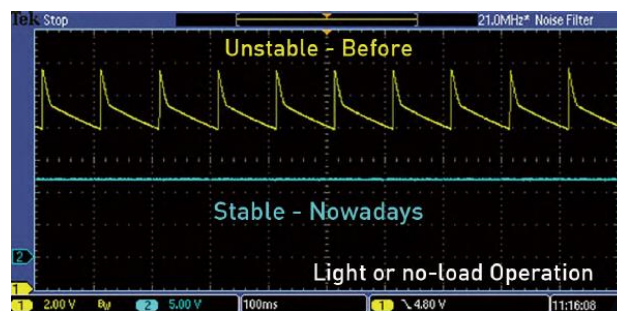 Tek Stop 21.0MHz* Noise Filter
Unstable - Before
Stable - Nowadays
2
Light or no-load Operation
1
1 2.00 V BW 2 5.00 V 100ms 1 \ 4.80 V 11:16:08